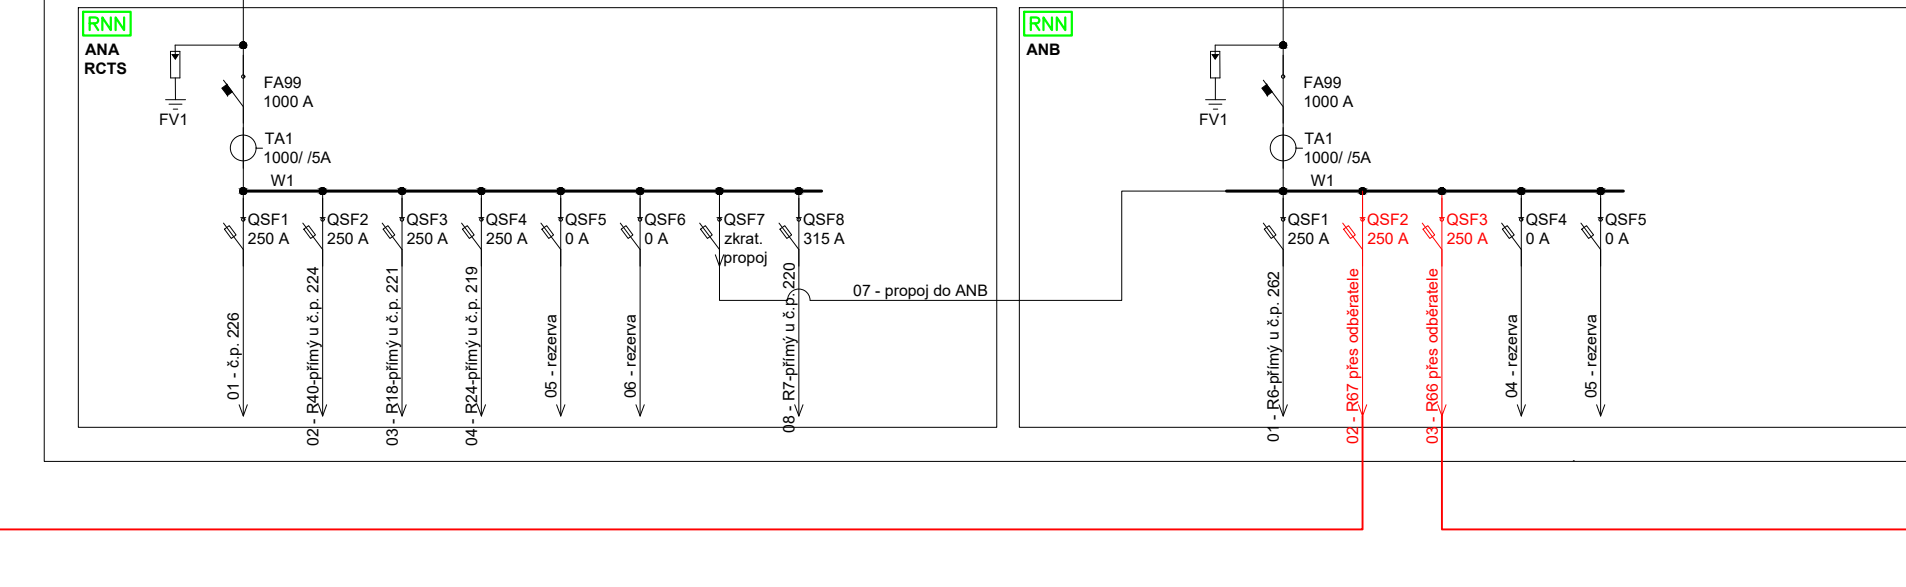 RNN
ANA
RCTS
FV1
FA99
1000 A
TA1
1000/ /5A
W1
QSF1
250 A
QSF2
250 A
QSF3
250 A
QSF4
250 A
QSF5
0 A
QSF6
0 A
QSF7
zkrat.
propoj
QSF8
315 A
01 - č.p. 226
02 - R40-přímý u č.p. 224
03 - R18-přímý u č.p. 221
04 - R24-přímý u č.p. 219
05 - rezerva
06 - rezerva
08 - R7-přímý u č.p. 220
07 - propoj do ANB
RNN
ANB
FV1
FA99
1000 A
TA1
1000/ /5A
W1
QSF1
250 A
QSF2
250 A
QSF3
250 A
QSF4
0 A
QSF5
0 A
01 - R6-přímý u č.p. 262
02 - R67 přes odběratele
03 - R66 přes odběratele
04 - rezerva
05 - rezerva